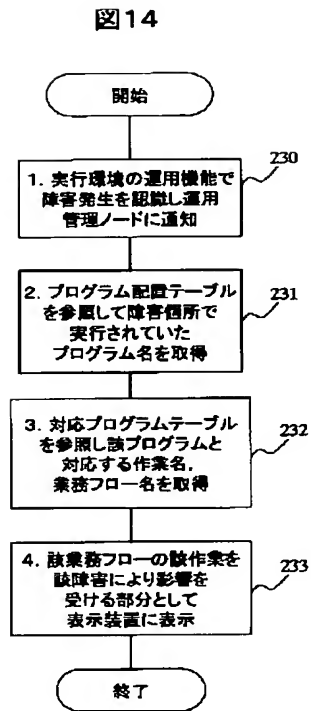 図14
開始
1. 実行環境の運用機能で
障害発生を認識し運用
管理ノードに通知
230
2. プログラム配置テーブル
を参照して障害個所で
実行されていた
プログラム名を取得
231
3. 対応プログラムテーブル
を参照し該プログラムと
対応する作業名,
業務フロー名を取得
232
4. 該業務フローの該作業を
該障害により影響を
受ける部分として
表示装置に表示
233
終了